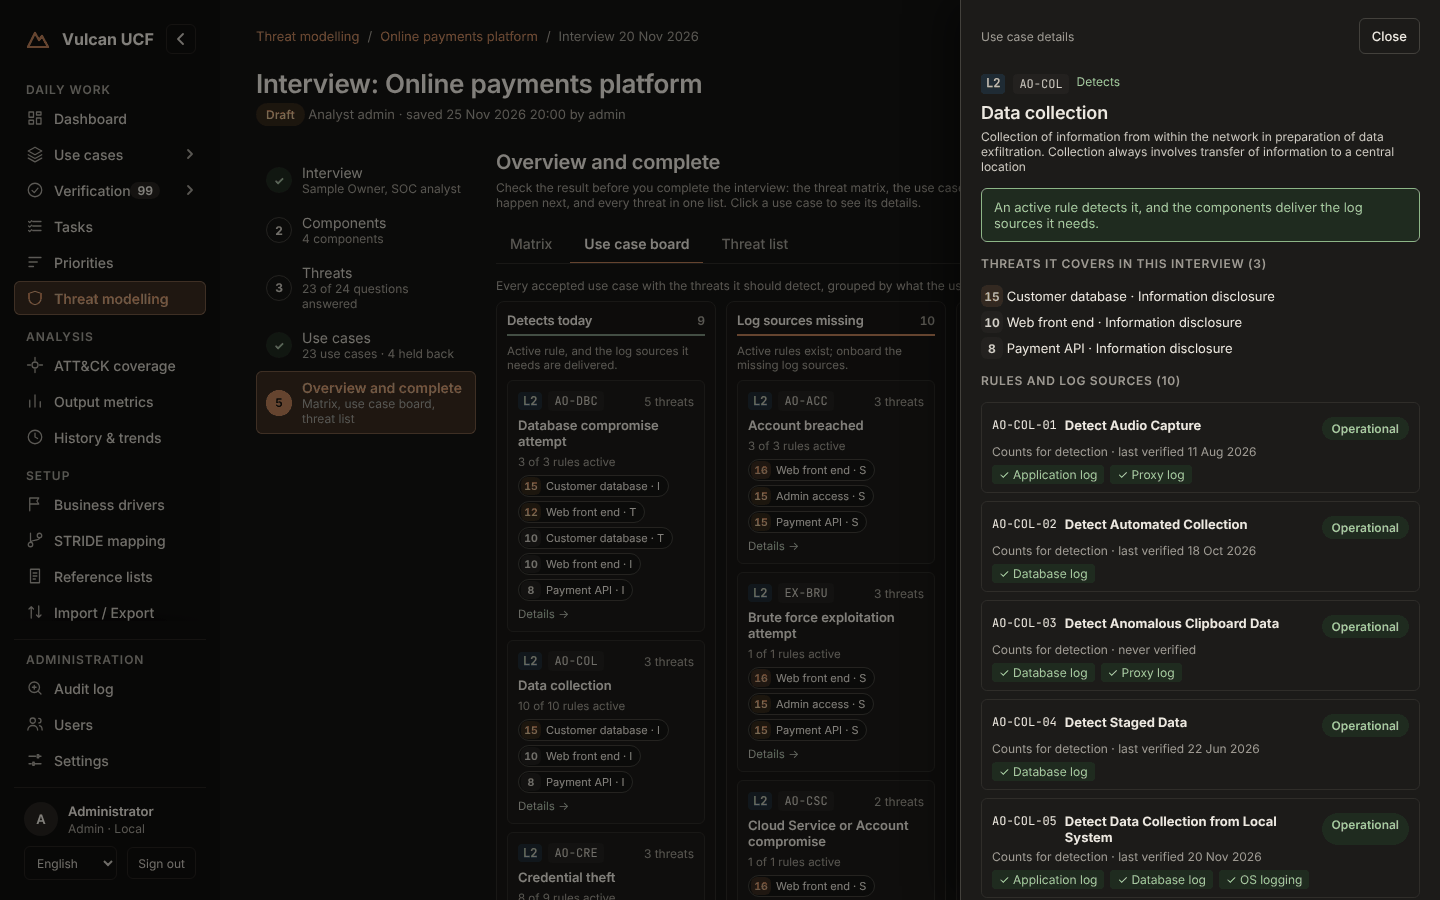 Vulcan UCF
DAILY WORK
Dashboard
Use cases
Verification 99
Tasks
Priorities
Threat modelling
ANALYSIS
ATT&CK coverage
Output metrics
History & trends
SETUP
Business drivers
STRIDE mapping
Reference lists
Import / Export
ADMINISTRATION
Audit log
Users
Settings
A
Administrator
Admin · Local
English
Sign out
Threat modelling / Online payments platform / Interview 20 Nov 2026
Interview: Online payments platform
Draft Analyst admin · saved 25 Nov 2026 20:00 by admin
✓ Interview
Sample Owner, SOC analyst
2 Components
4 components
3 Threats
23 of 24 questions
answered
✓ Use cases
23 use cases · 4 held back
5 Overview and complete
Matrix, use case board,
threat list
Overview and complete
Check the result before you complete the interview: the threat matrix, the use cas
happen next, and every threat in one list. Click a use case to see its details.
Matrix
Use case board
Threat list
Every accepted use case with the threats it should detect, grouped by what the us
Detects today 9
Active rule, and the log sources it
needs are delivered.
L2 AO-DBC 5 threats
Database compromise
attempt
3 of 3 rules active
15 Customer database · I
12 Web front end · T
10 Customer database · T
10 Web front end · I
8 Payment API · I
Details →
L2 AO-COL 3 threats
Data collection
10 of 10 rules active
15 Customer database · I
10 Web front end · I
8 Payment API · I
Details →
L2 AO-CRE 3 threats
Credential theft
8 of 9 rules active
Log sources missing 10
Active rules exist; onboard the
missing log sources.
L2 AO-ACC 3 threats
Account breached
3 of 3 rules active
16 Web front end · S
15 Admin access · S
15 Payment API · S
Details →
L2 EX-BRU 3 threats
Brute force exploitation
attempt
1 of 1 rules active
16 Web front end · S
15 Admin access · S
15 Payment API · S
Details →
L2 AO-CSC 2 threats
Cloud Service or Account
compromise
1 of 1 rules active
16 Web front end · S
Use case details
Close
L2 AO-COL Detects
Data collection
Collection of information from within the network in preparation of data
exfiltration. Collection always involves transfer of information to a central
location
An active rule detects it, and the components deliver the log
sources it needs.
THREATS IT COVERS IN THIS INTERVIEW (3)
15 Customer database · Information disclosure
10 Web front end · Information disclosure
8 Payment API · Information disclosure
RULES AND LOG SOURCES (10)
AO-COL-01 Detect Audio Capture Operational
Counts for detection · last verified 11 Aug 2026
✓ Application log ✓ Proxy log
AO-COL-02 Detect Automated Collection Operational
Counts for detection · last verified 18 Oct 2026
✓ Database log
AO-COL-03 Detect Anomalous Clipboard Data Operational
Counts for detection · never verified
✓ Database log ✓ Proxy log
AO-COL-04 Detect Staged Data Operational
Counts for detection · last verified 22 Jun 2026
✓ Database log
AO-COL-05 Detect Data Collection from Local Operational
System
Counts for detection · last verified 20 Nov 2026
✓ Application log ✓ Database log ✓ OS logging